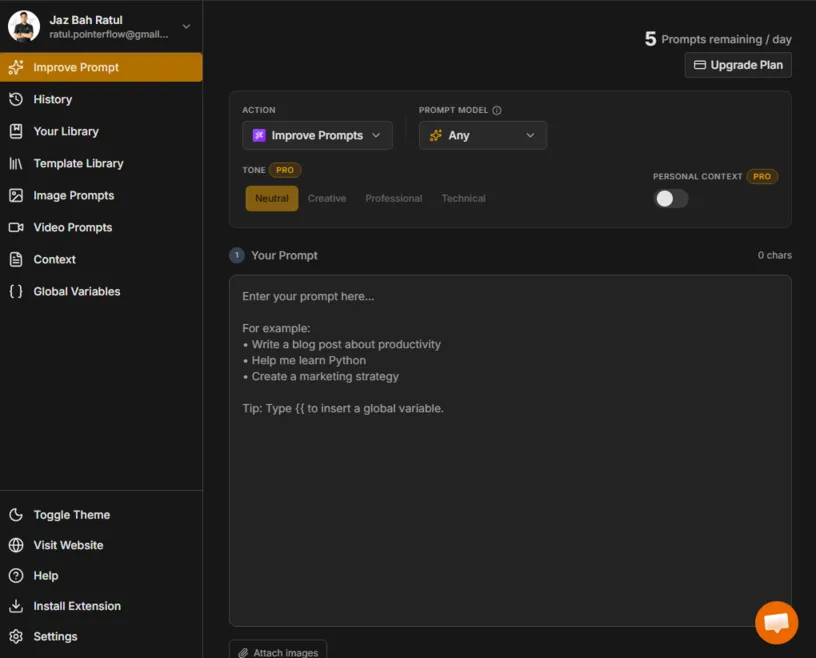 Jaz Bah Ratul
ratul.pointerflow@gmail...
Improve Prompt
History
Your Library
Template Library
Image Prompts
Video Prompts
Context
Global Variables
Toggle Theme
Visit Website
Help
Install Extension
Settings
5 Prompts remaining / day
Upgrade Plan
ACTION
PROMPT MODEL
Improve Prompts
Any
TONE PRO
PERSONAL CONTEXT PRO
Neutral Creative Professional Technical
1 Your Prompt
0 chars
Enter your prompt here...
For example:
• Write a blog post about productivity
• Help me learn Python
• Create a marketing strategy
Tip: Type {{ to insert a global variable.
Attach images